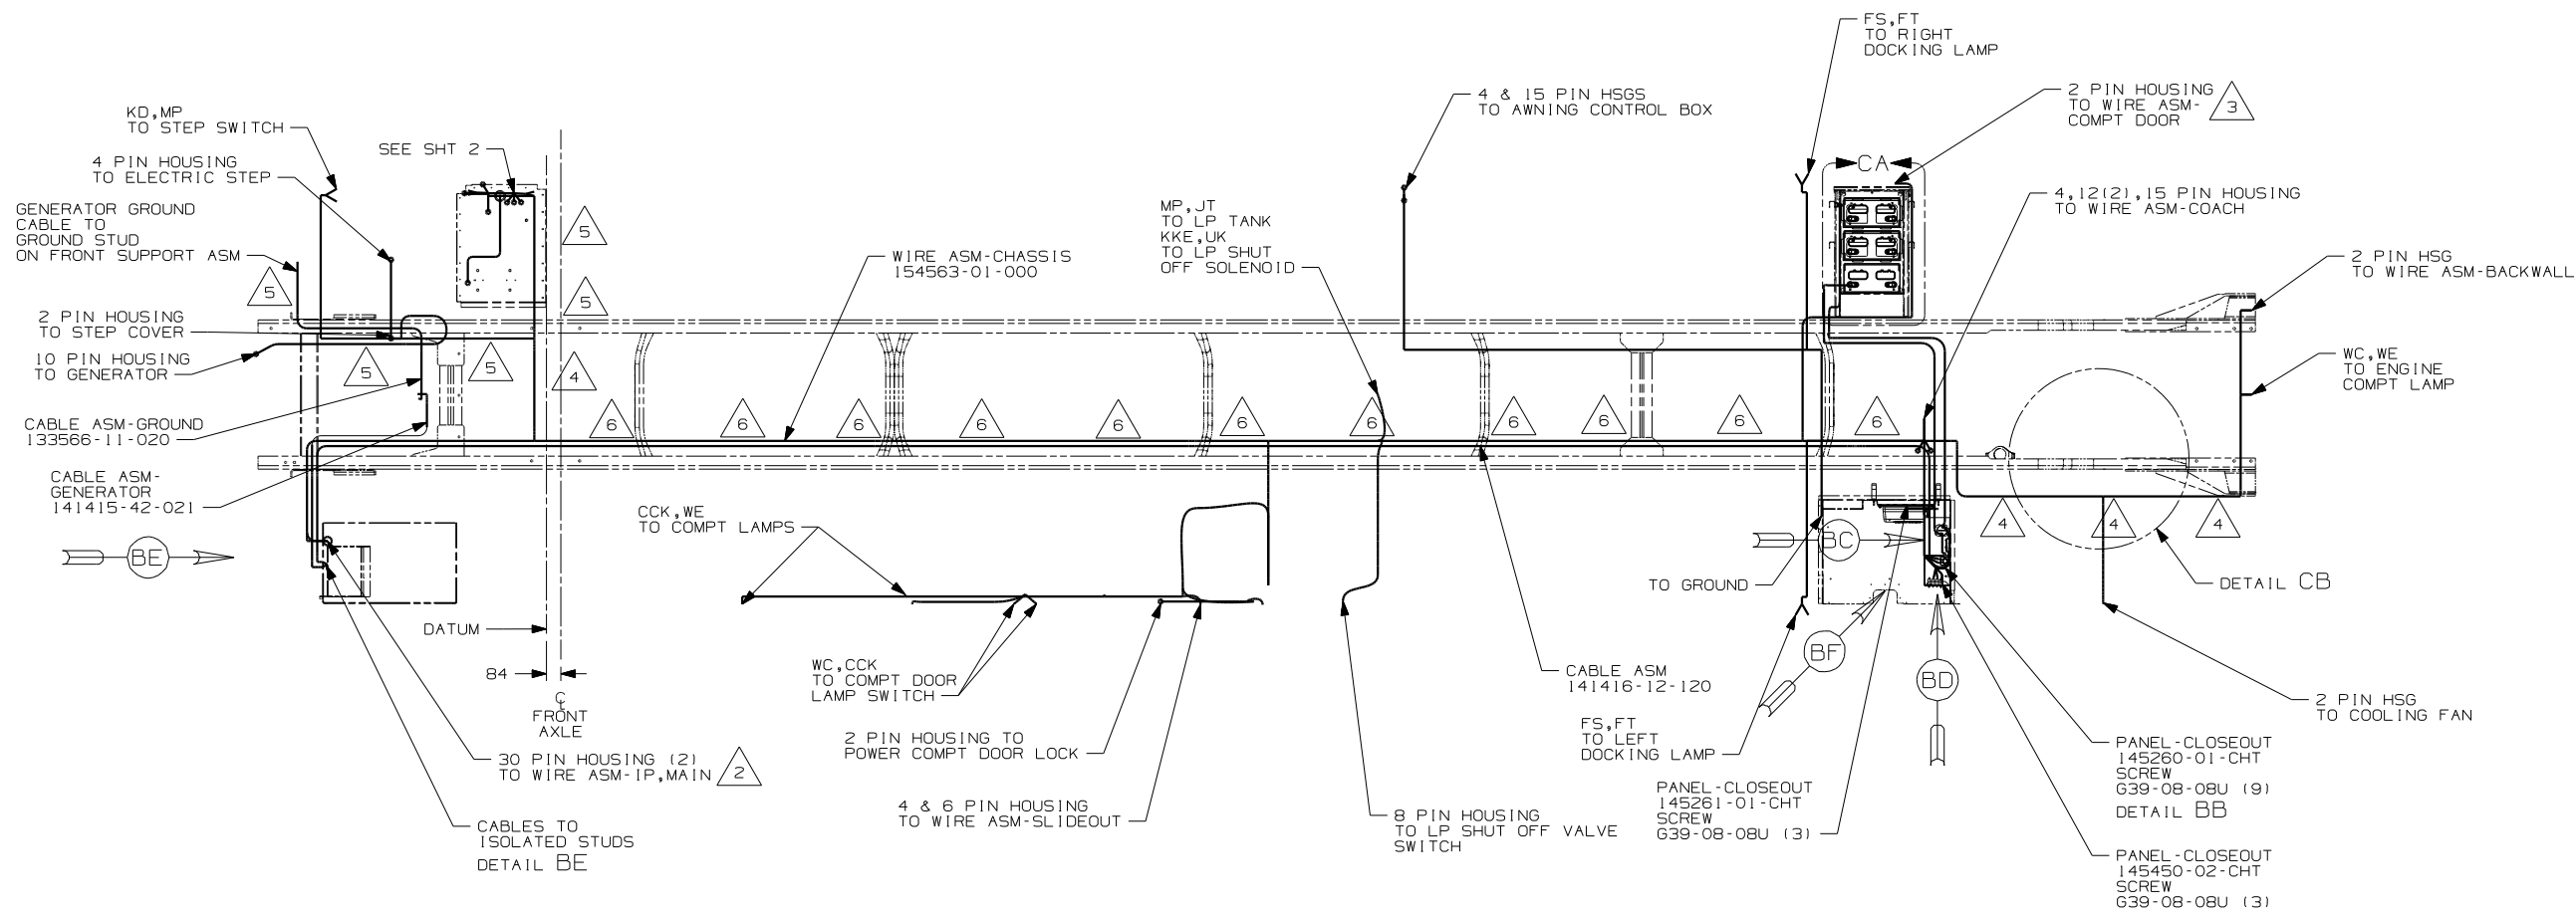 FS,FT
TO RIGHT
DOCKING LAMP
4 & 15 PIN HSGS
TO AWNING CONTROL BOX
2 PIN HOUSING
TO WIRE ASM-
COMPT DOOR
3
KD,MP
TO STEP SWITCH
SEE SHT 2
4 PIN HOUSING
TO ELECTRIC STEP
CA
4,12(2),15 PIN HOUSING
TO WIRE ASM-COACH
GENERATOR GROUND
CABLE TO
GROUND STUD
ON FRONT SUPPORT ASM
5
5
5
MP,JT
TO LP TANK
KKE,UK
TO LP SHUT
OFF SOLENOID
WIRE ASM-CHASSIS
154563-01-000
2 PIN HSG
TO WIRE ASM-BACKWALL
2 PIN HOUSING
TO STEP COVER
10 PIN HOUSING
TO GENERATOR
5
5
4
WC,WE
TO ENGINE
COMPT LAMP
6
6
6
6
6
6
6
6
6
6
6
CABLE ASM-GROUND
133566-11-020
CABLE ASM-
GENERATOR
141415-42-021
CCK,WE
TO COMPT LAMPS
4
4
4
BE
BC
TO GROUND
DETAIL CB
DATUM
84
C
L
FRONT
AXLE
WC,CCK
TO COMPT DOOR
LAMP SWITCH
BF
BD
CABLE ASM
141416-12-120
2 PIN HSG
TO COOLING FAN
FS,FT
TO LEFT
DOCKING LAMP
2 PIN HOUSING TO
POWER COMPT DOOR LOCK
30 PIN HOUSING (2)
TO WIRE ASM-IP,MAIN
2
PANEL-CLOSEOUT
145260-01-CHT
SCREW
G39-08-08U (9)
DETAIL BB
PANEL-CLOSEOUT
145261-01-CHT
SCREW
G39-08-08U (3)
4 & 6 PIN HOUSING
TO WIRE ASM-SLIDEOUT
8 PIN HOUSING
TO LP SHUT OFF VALVE
SWITCH
CABLES TO
ISOLATED STUDS
DETAIL BE
PANEL-CLOSEOUT
145450-02-CHT
SCREW
G39-08-08U (3)